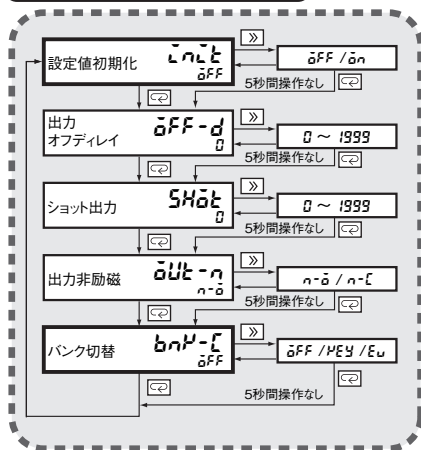 設定値初期化
init
oFF
»
oFF / on
5秒間操作なし
出力
オフディレイ
oFF-d
0
»
0 ～ 1999
5秒間操作なし
ショット出力
SHot
0
»
0 ～ 1999
5秒間操作なし
出力非励磁
oUt-n
n-o
»
n-o / n-C
5秒間操作なし
バンク切替
bnK-C
oFF
»
oFF / KEY / Ev
5秒間操作なし